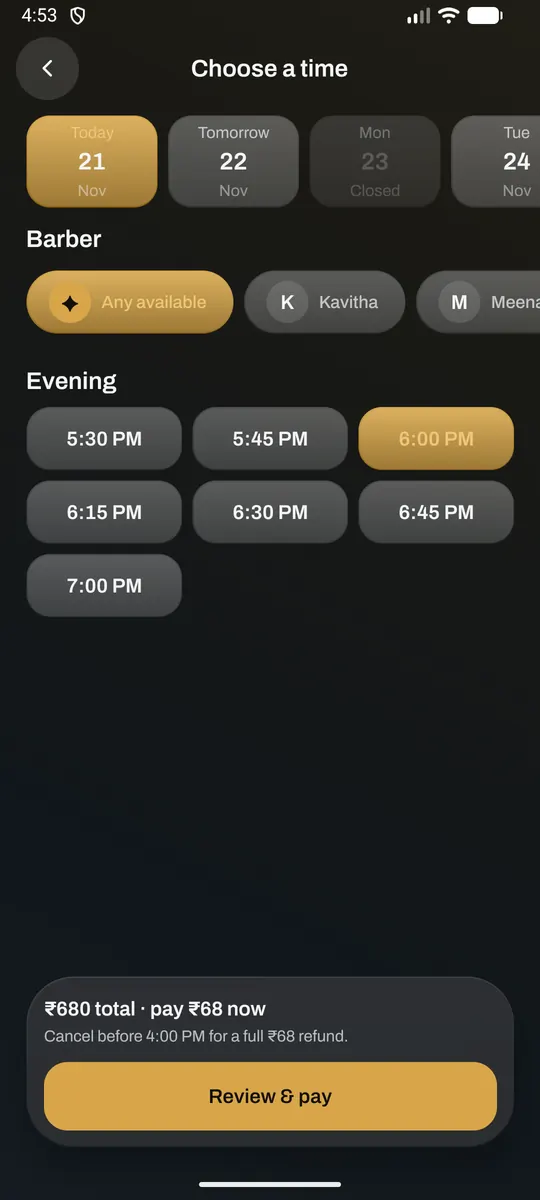 4:53
Choose a time
Today
21
Nov
Tomorrow
22
Nov
Mon
23
Closed
Tue
24
Nov
Barber
Any available
K Kavitha
M Meena
Evening
5:30 PM
5:45 PM
6:00 PM
6:15 PM
6:30 PM
6:45 PM
7:00 PM
₹680 total · pay ₹68 now
Cancel before 4:00 PM for a full ₹68 refund.
Review & pay